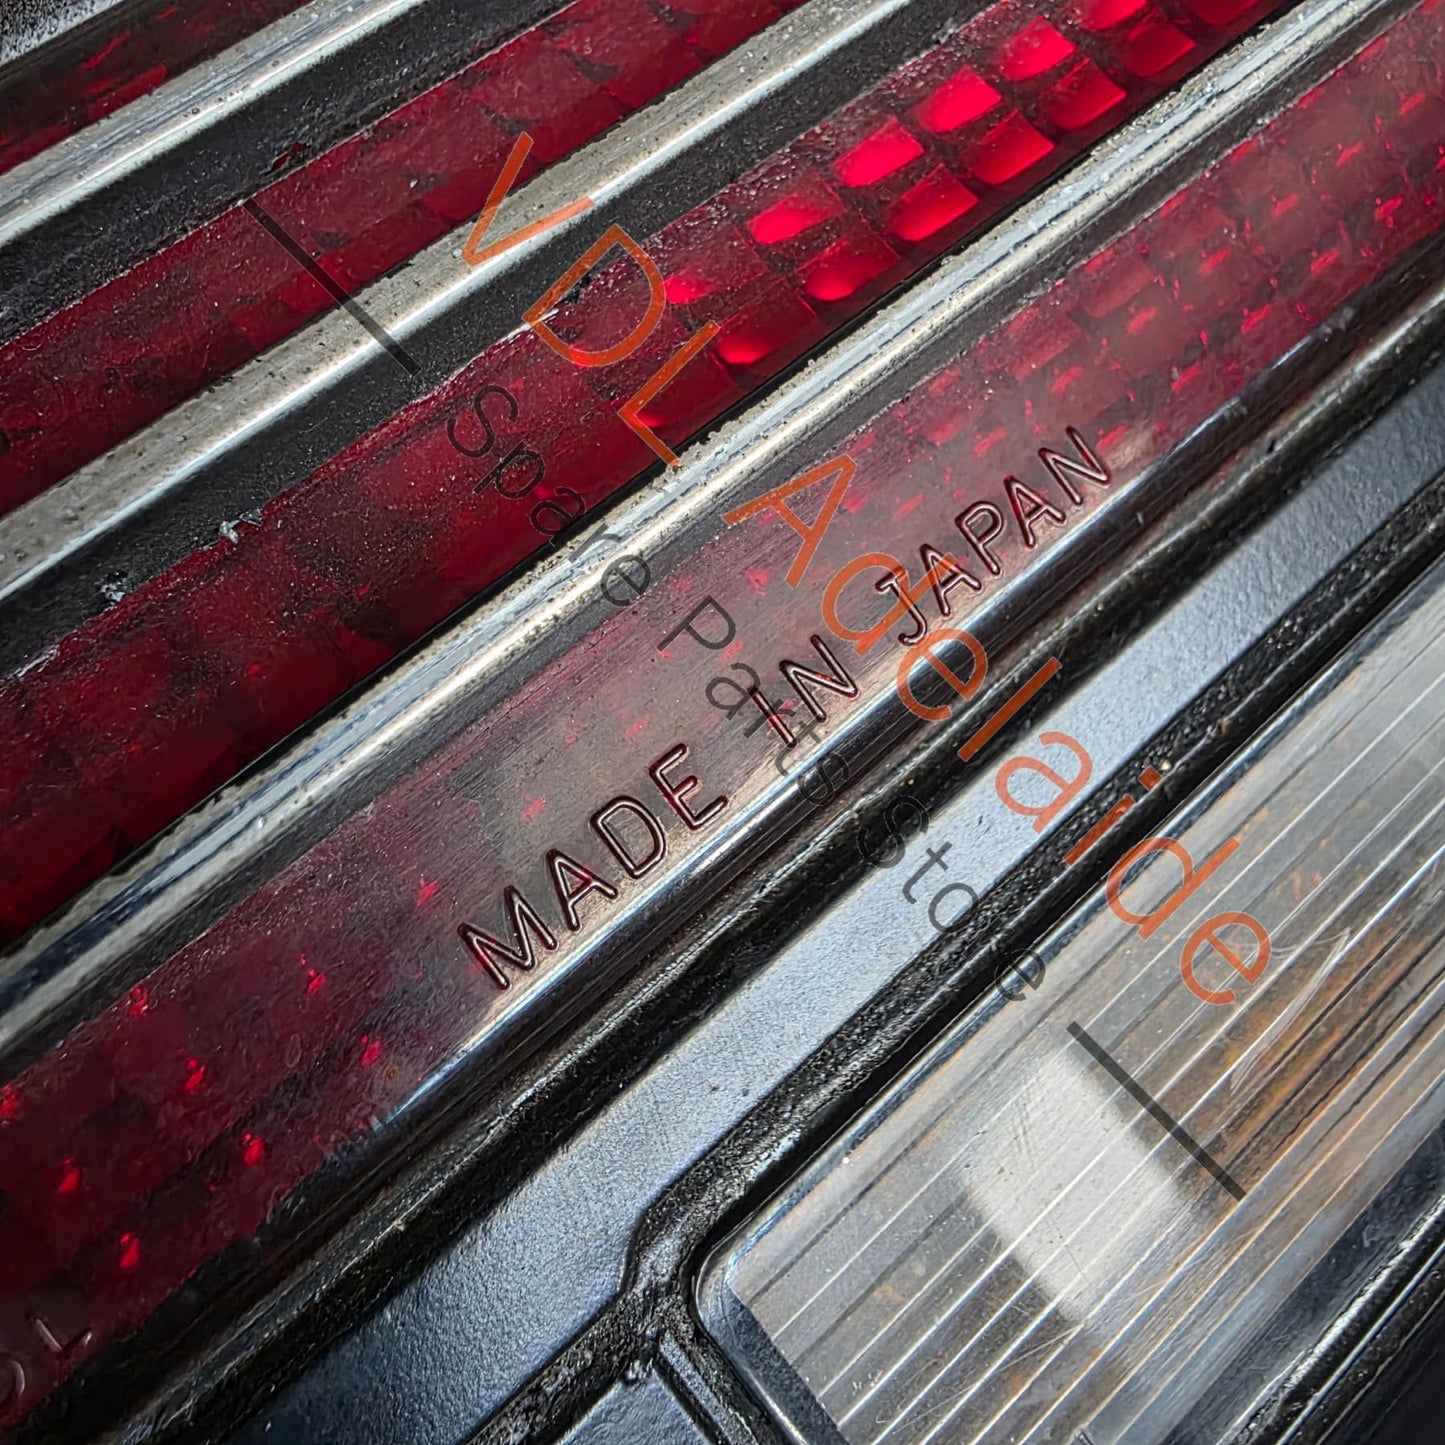 VDL Adelaide
Spare Parts Store
MADE IN JAPAN